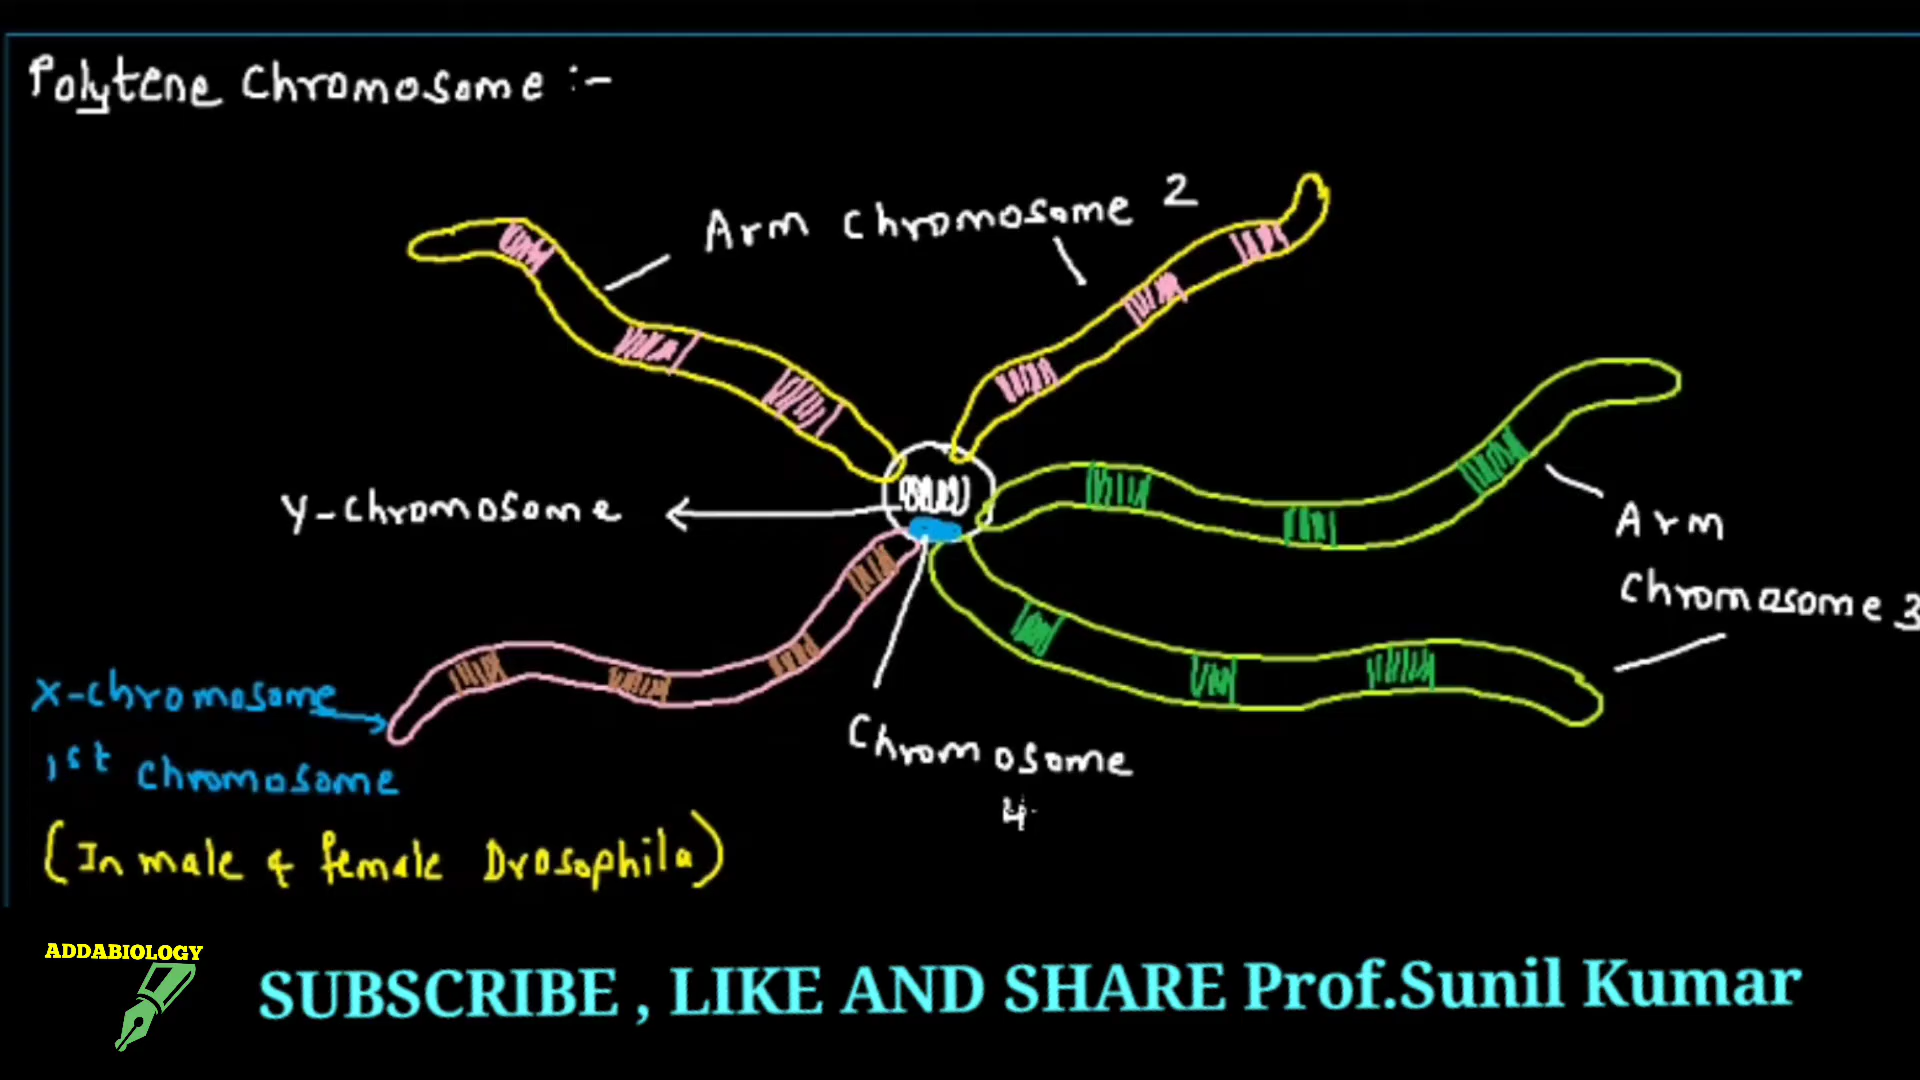 Polytene Chromosome :-
Arm chromosome 2
Y-chromosome
Arm
Chromosome 3
X-chromosome
1st chromosome
Chromosome
4
(In male & female Drosophila)
ADDABIOLOGY
SUBSCRIBE , LIKE AND SHARE Prof.Sunil Kumar